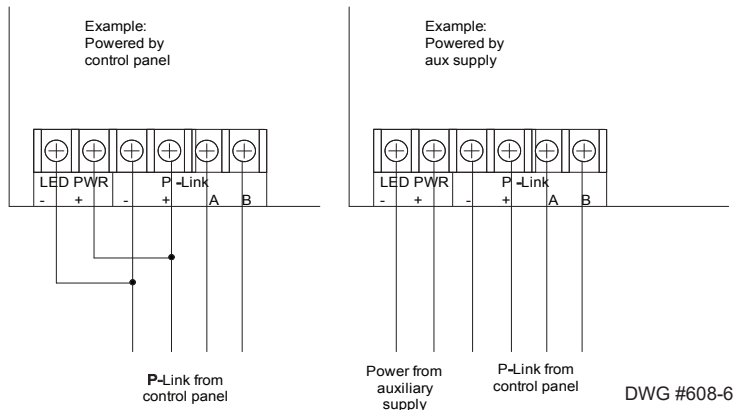 Example:
Powered by
control panel
LED PWR P -Link
- + - + A B
P-Link from
control panel
Example:
Powered by
aux supply
LED PWR P -Link
- + - + A B
Power from
auxiliary
supply
P-Link from
control panel
DWG #608-6